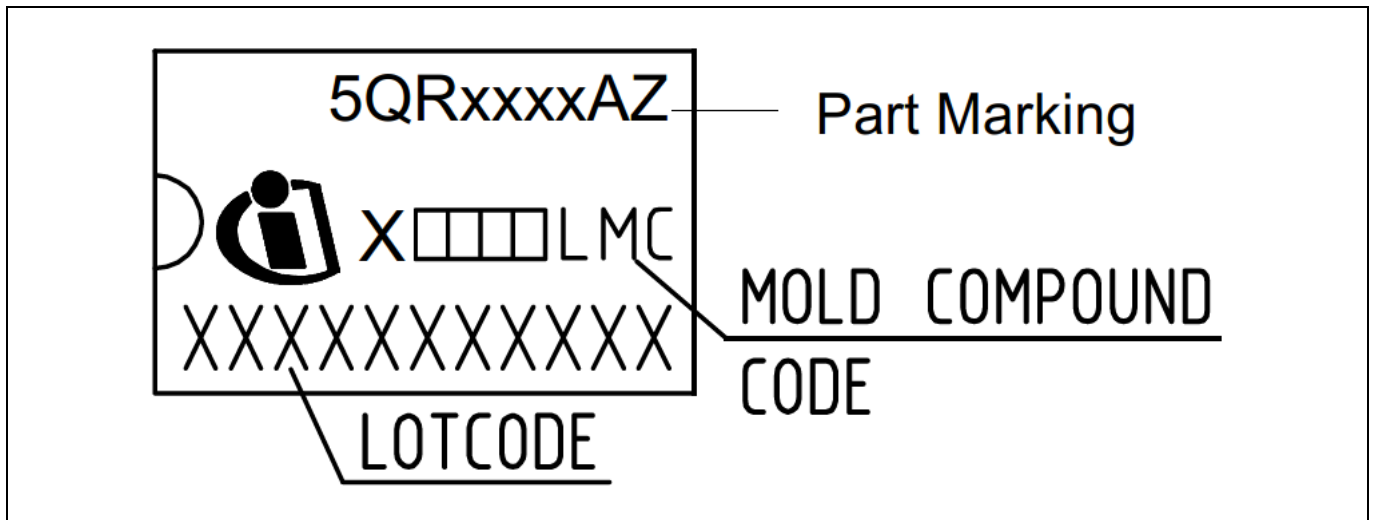 5QRxxxxAZ
Part Marking
X□□□□LMC
MOLD COMPOUND
CODE
XXXXXXXXXXX
LOTCODE